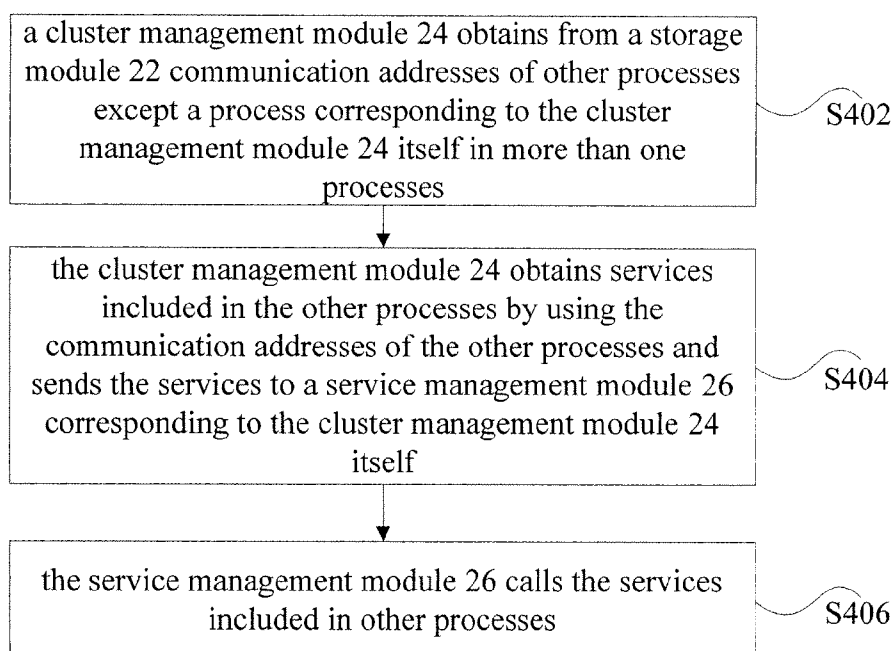 a cluster management module 24 obtains from a storage
module 22 communication addresses of other processes
except a process corresponding to the cluster
management module 24 itself in more than one
processes
S402
the cluster management module 24 obtains services
included in the other processes by using the
communication addresses of the other processes and
sends the services to a service management module 26
corresponding to the cluster management module 24
itself
S404
the service management module 26 calls the services
included in other processes
S406